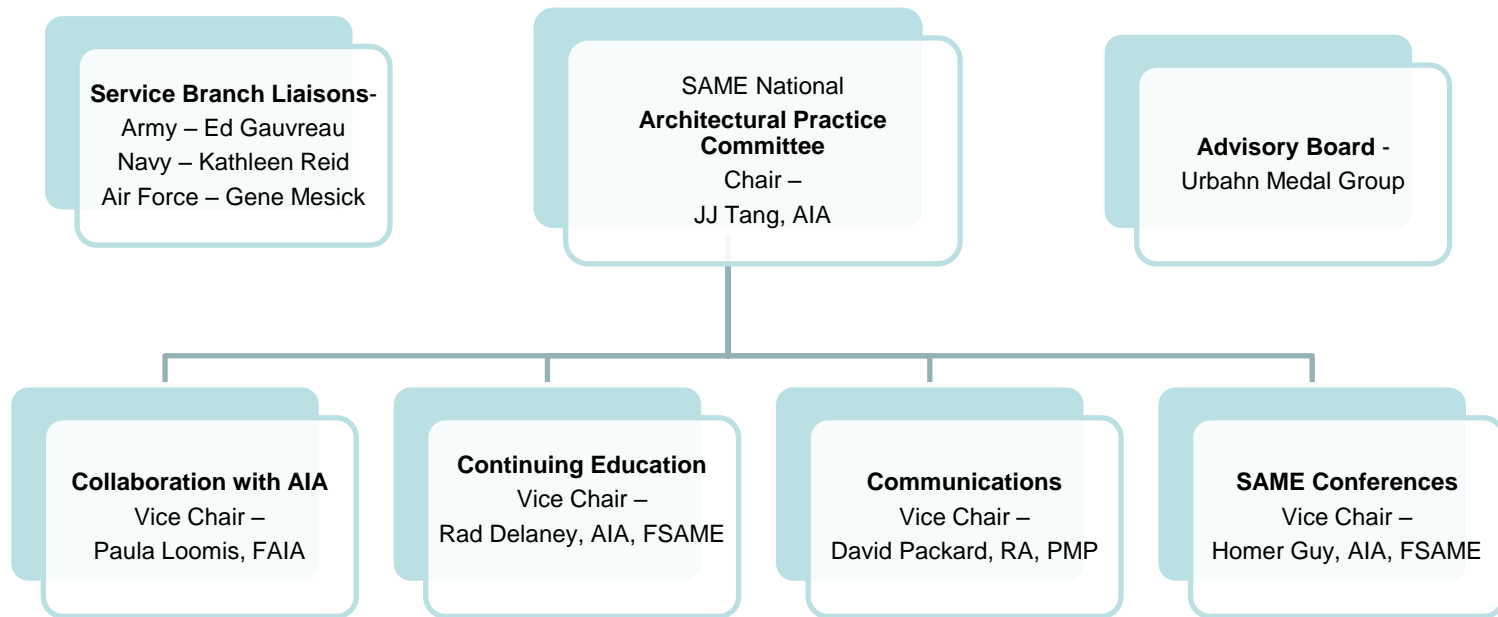 Service Branch Liaisons-
Army – Ed Gauvreau
Navy – Kathleen Reid
Air Force – Gene Mesick
SAME National
Architectural Practice
Committee
Chair –
JJ Tang, AIA
Advisory Board -
Urbahn Medal Group
Collaboration with AIA
Vice Chair –
Paula Loomis, FAIA
Continuing Education
Vice Chair –
Rad Delaney, AIA, FSAME
Communications
Vice Chair –
David Packard, RA, PMP
SAME Conferences
Vice Chair –
Homer Guy, AIA, FSAME